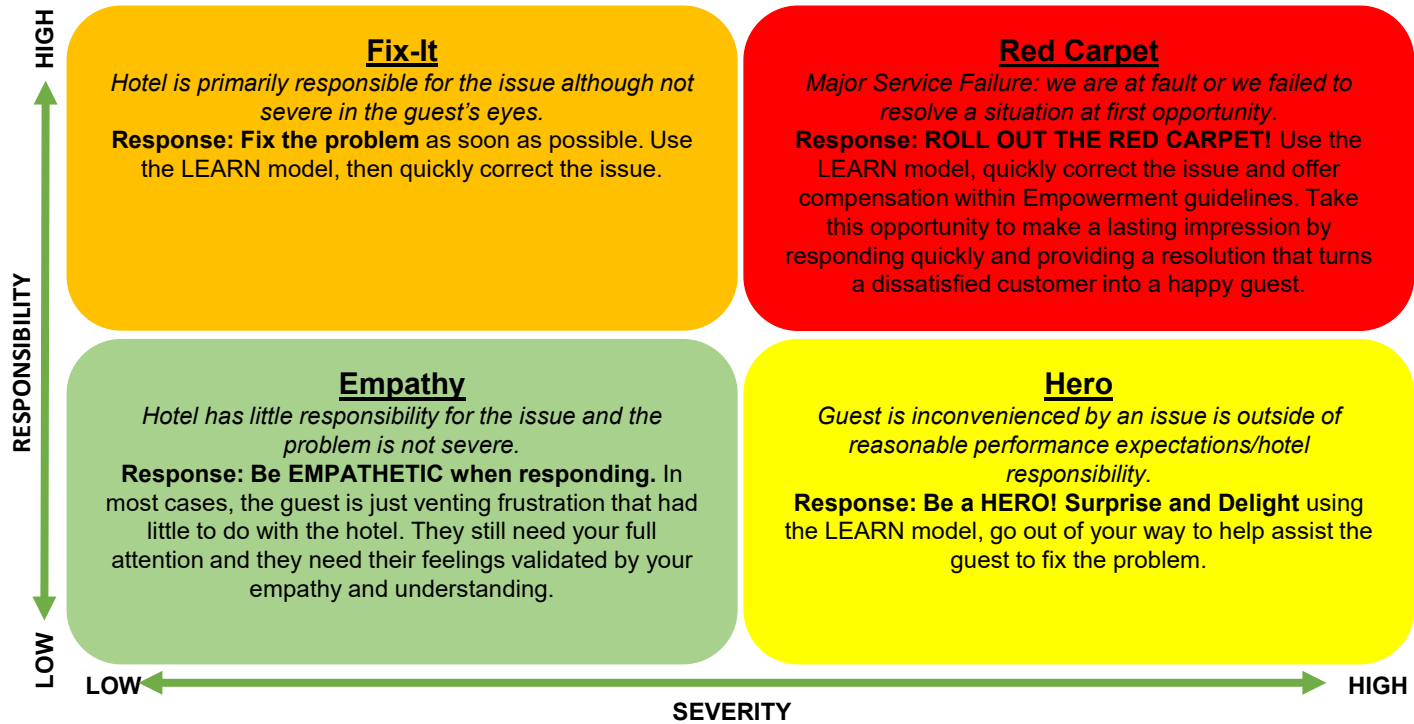 HIGH
RESPONSIBILITY
LOW
Fix-It
Hotel is primarily responsible for the issue although not
severe in the guest's eyes.
Response: Fix the problem as soon as possible. Use
the LEARN model, then quickly correct the issue.
Red Carpet
Major Service Failure: we are at fault or we failed to
resolve a situation at first opportunity.
Response: ROLL OUT THE RED CARPET! Use the
LEARN model, quickly correct the issue and offer
compensation within Empowerment guidelines. Take
this opportunity to make a lasting impression by
responding quickly and providing a resolution that turns
a dissatisfied customer into a happy guest.
Empathy
Hotel has little responsibility for the issue and the
problem is not severe.
Response: Be EMPATHETIC when responding. In
most cases, the guest is just venting frustration that had
little to do with the hotel. They still need your full
attention and they need their feelings validated by your
empathy and understanding.
Hero
Guest is inconvenienced by an issue is outside of
reasonable performance expectations/hotel
responsibility.
Response: Be a HERO! Surprise and Delight using
the LEARN model, go out of your way to help assist the
guest to fix the problem.
LOW
HIGH
SEVERITY